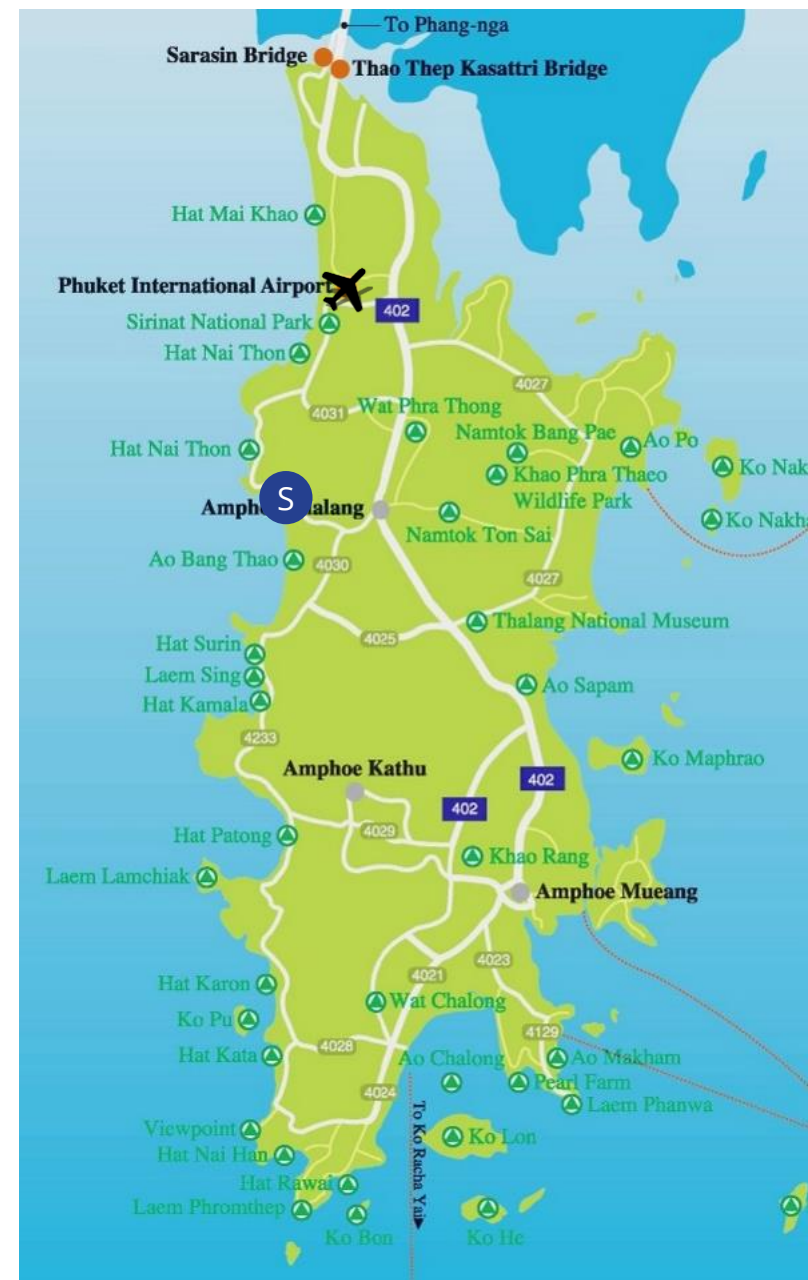 To Phang-nga
Sarasin Bridge
Thao Thep Kasattri Bridge
Hat Mai Khao
Phuket International Airport
402
Sirinat National Park
Hat Nai Thon
4027
4031
Wat Phra Thong
Namtok Bang Pae
Ao Po
Hat Nai Thon
Ko Nak
Khao Phra Thaeo
Wildlife Park
S
Namtok Ton Sai
Ao Bang Thao
4030
4027
Thalang National Museum
4025
Hat Surin
Laem Sing
Ao Sapam
Hat Kamala
4233
Ko Maphrao
Amphoe Kathu
402
402
Hat Patong
4029
Khao Rang
Laem Lamchiak
Amphoe Mueang
4023
4021
Hat Karon
Wat Chalong
Ko Pu
4129
4028
Hat Kata
Ao Chalong
Ao Makham
Pearl Farm
4024
Laem Phanwa
To Ko Racha Yai
Viewpoint
Ko Lon
Hat Nai Han
Hat Rawai
Laem Phromthep
Ko Bon
Ko He